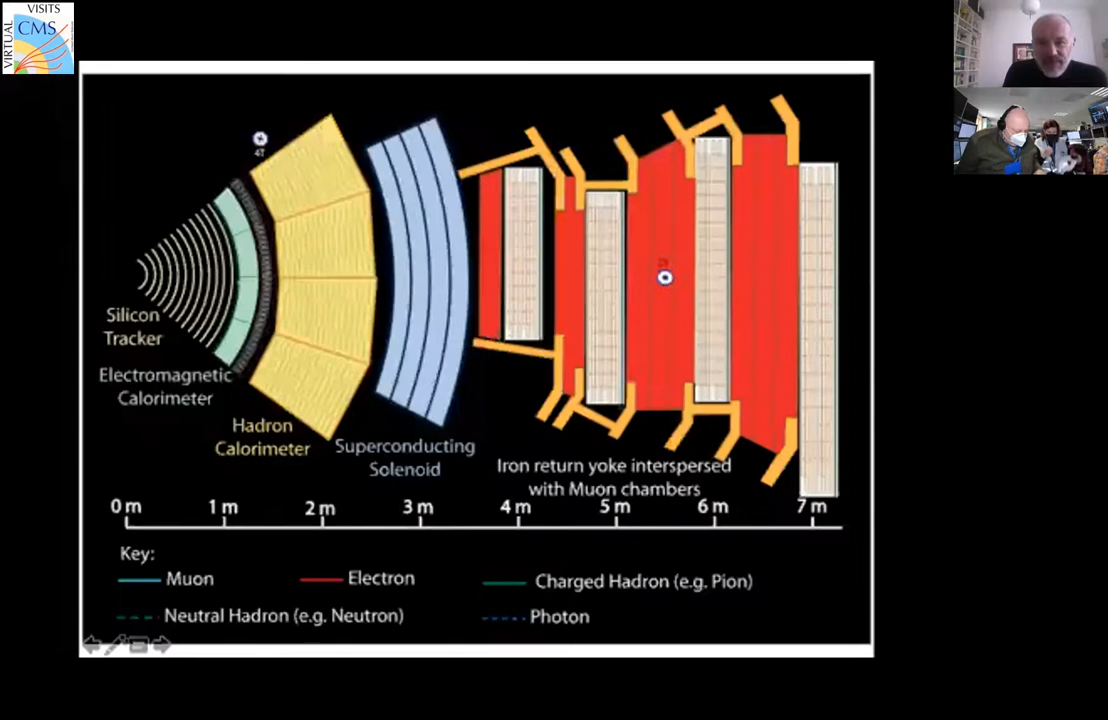 VISITS
CMS
VIRTUAL
4T
Silicon
Tracker
Electromagnetic
Calorimeter
Hadron
Calorimeter
Superconducting
Solenoid
Iron return yoke interspersed
with Muon chambers
0 m 1 m 2 m 3 m 4 m 5 m 6 m 7 m
Key:
Muon Electron Charged Hadron (e.g. Pion)
Neutral Hadron (e.g. Neutron) Photon